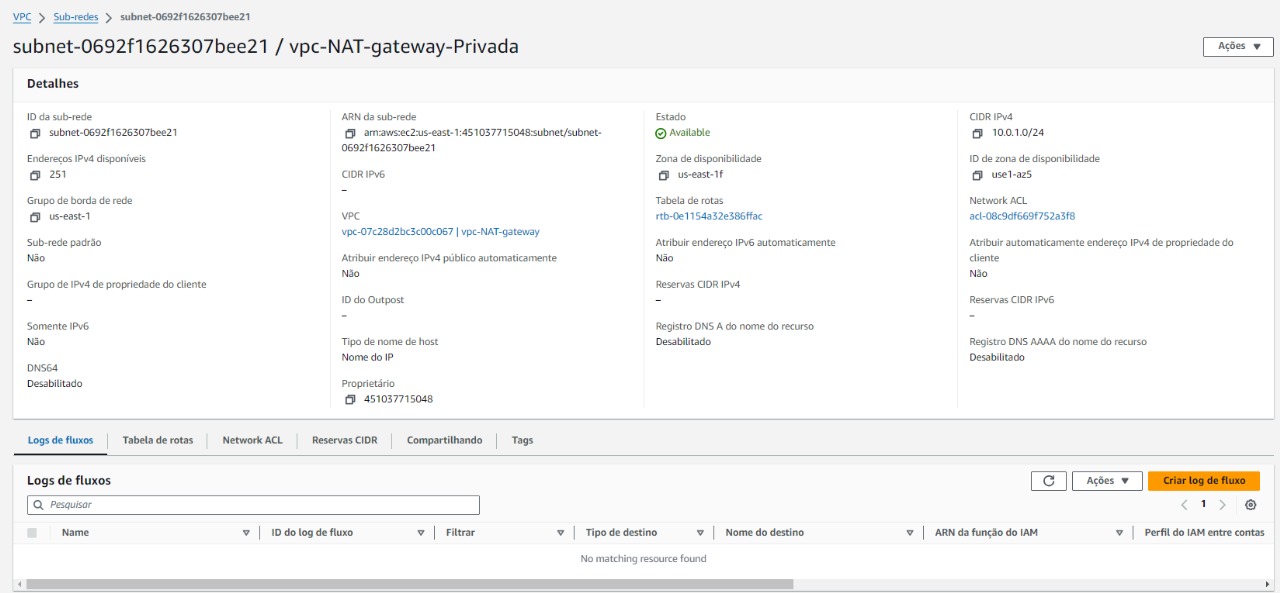 VPC > Sub-redes > subnet-0692f1626307bee21
subnet-0692f1626307bee21 / vpc-NAT-gateway-Privada
Ações
Detalhes
ID da sub-rede
subnet-0692f1626307bee21
Endereços IPv4 disponíveis
251
Grupo de borda de rede
us-east-1
Sub-rede padrão
Não
Grupo de IPv4 de propriedade do cliente
–
Somente IPv6
Não
DNS64
Desabilitado
ARN da sub-rede
arn:aws:ec2:us-east-1:451037715048:subnet/subnet-
0692f1626307bee21
CIDR IPv6
–
VPC
vpc-07c28d2bc3c00c067 | vpc-NAT-gateway
Atribuir endereço IPv4 público automaticamente
Não
ID do Outpost
–
Tipo de nome de host
Nome do IP
Proprietário
451037715048
Estado
Available
Zona de disponibilidade
us-east-1f
Tabela de rotas
rtb-0e1154a32e386ffac
Atribuir endereço IPv6 automaticamente
Não
Reservas CIDR IPv4
–
Registro DNS A do nome do recurso
Desabilitado
CIDR IPv4
10.0.1.0/24
ID de zona de disponibilidade
use1-az5
Network ACL
acl-08c9df669f752a3f8
Atribuir automaticamente endereço IPv4 de propriedade do
cliente
Não
Reservas CIDR IPv6
–
Registro DNS AAAA do nome do recurso
Desabilitado
Logs de fluxos Tabela de rotas Network ACL Reservas CIDR Compartilhando Tags
Logs de fluxos
Ações Criar log de fluxo
Pesquisar
1
Name ID do log de fluxo Filtrar Tipo de destino Nome do destino ARN da função do IAM Perfil do IAM entre contas
No matching resource found